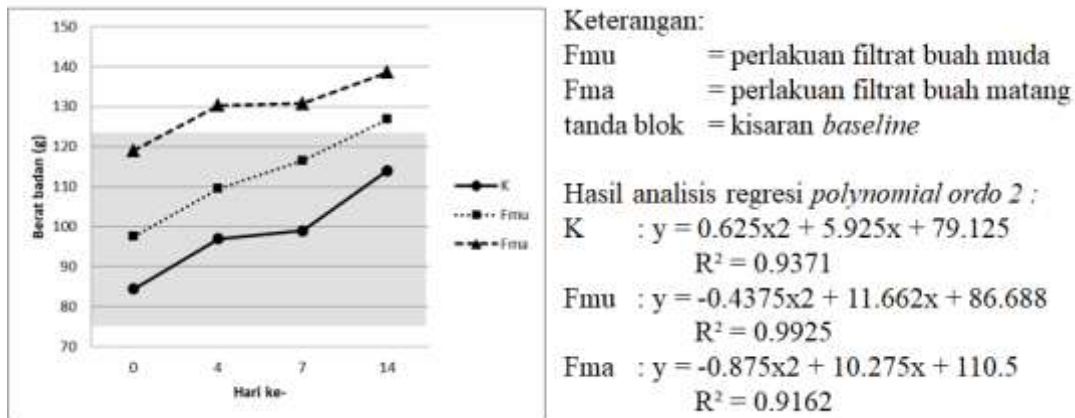 150
140
130
120
110
100
90
80
70
Berat badan (g)
0 4 7 14
Hari ke-
K
Fmu
Fma
Keterangan:
Fmu = perlakuan filtrat buah muda
Fma = perlakuan filtrat buah matang
tanda blok = kisaran baseline
Hasil analisis regresi polynomial ordo 2 :
K : y = 0.625x2 + 5.925x + 79.125
R² = 0.9371
Fmu : y = -0.4375x2 + 11.662x + 86.688
R² = 0.9925
Fma : y = -0.875x2 + 10.275x + 110.5
R² = 0.9162